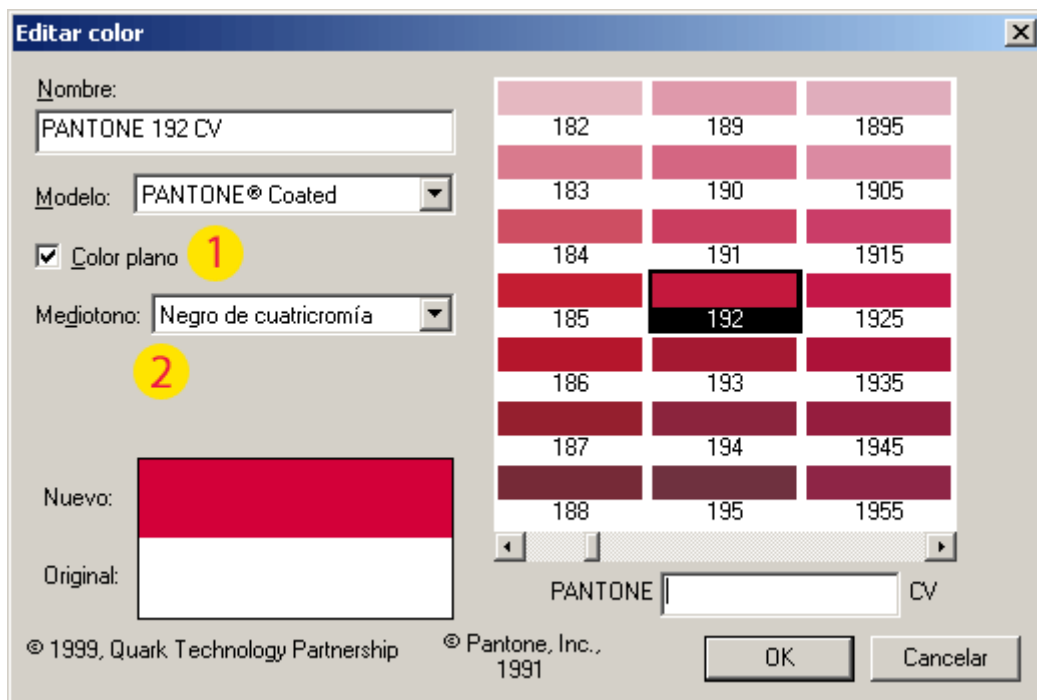 Editar color
Nombre:
PANTONE 192 CV
Modelo: PANTONE® Coated
Color plano 1
Mediotono: Negro de cuatricromía
2
Nuevo:
Original:
182 189 1895
183 190 1905
184 191 1915
185 192 1925
186 193 1935
187 194 1945
188 195 1955
PANTONE CV
© 1999, Quark Technology Partnership
© Pantone, Inc.,
1991
OK Cancelar